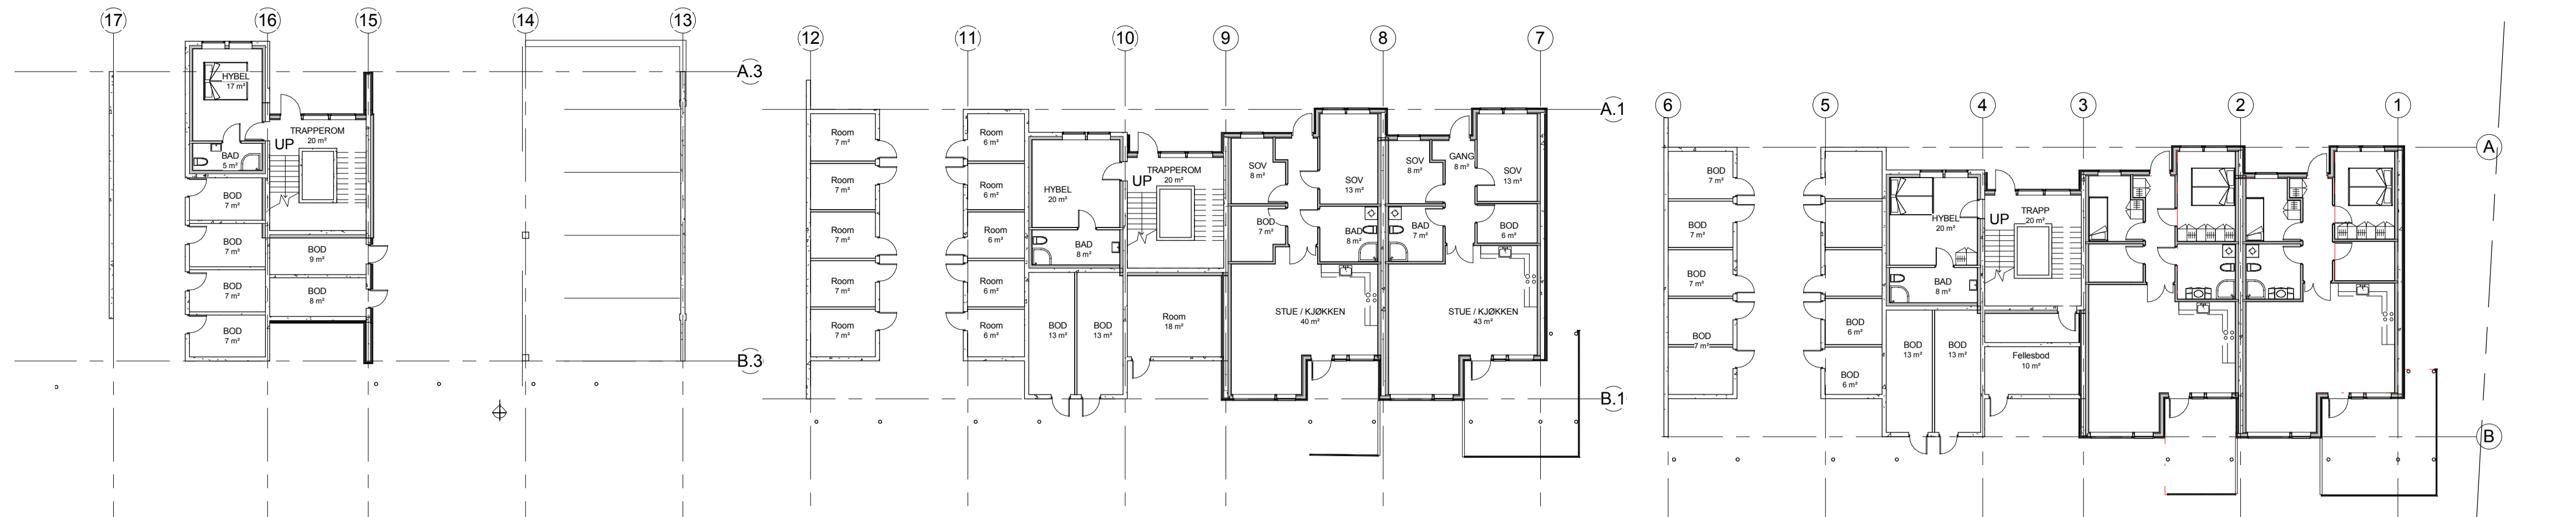 17
16
15
14
13
A.3
HYBEL
17 m²
TRAPPEROM
20 m²
UP
BAD
5 m²
BOD
7 m²
BOD
7 m²
BOD
7 m²
BOD
7 m²
BOD
9 m²
BOD
8 m²
B.3
12
11
10
9
8
7
A.1
Room
7 m²
Room
7 m²
Room
7 m²
Room
7 m²
Room
7 m²
Room
6 m²
Room
6 m²
Room
6 m²
Room
6 m²
Room
6 m²
HYBEL
20 m²
BAD
8 m²
BOD
13 m²
BOD
13 m²
TRAPPEROM
20 m²
UP
Room
18 m²
SOV
8 m²
SOV
13 m²
BOD
7 m²
BAD
8 m²
STUE / KJØKKEN
40 m²
SOV
8 m²
GANG
8 m²
SOV
13 m²
BAD
7 m²
BOD
6 m²
STUE / KJØKKEN
43 m²
B.1
6
5
4
3
2
1
A
BOD
7 m²
BOD
7 m²
BOD
7 m²
BOD
7 m²
BOD
6 m²
BOD
6 m²
HYBEL
20 m²
BAD
8 m²
BOD
13 m²
BOD
13 m²
TRAPP
20 m²
UP
Fellesbod
10 m²
B